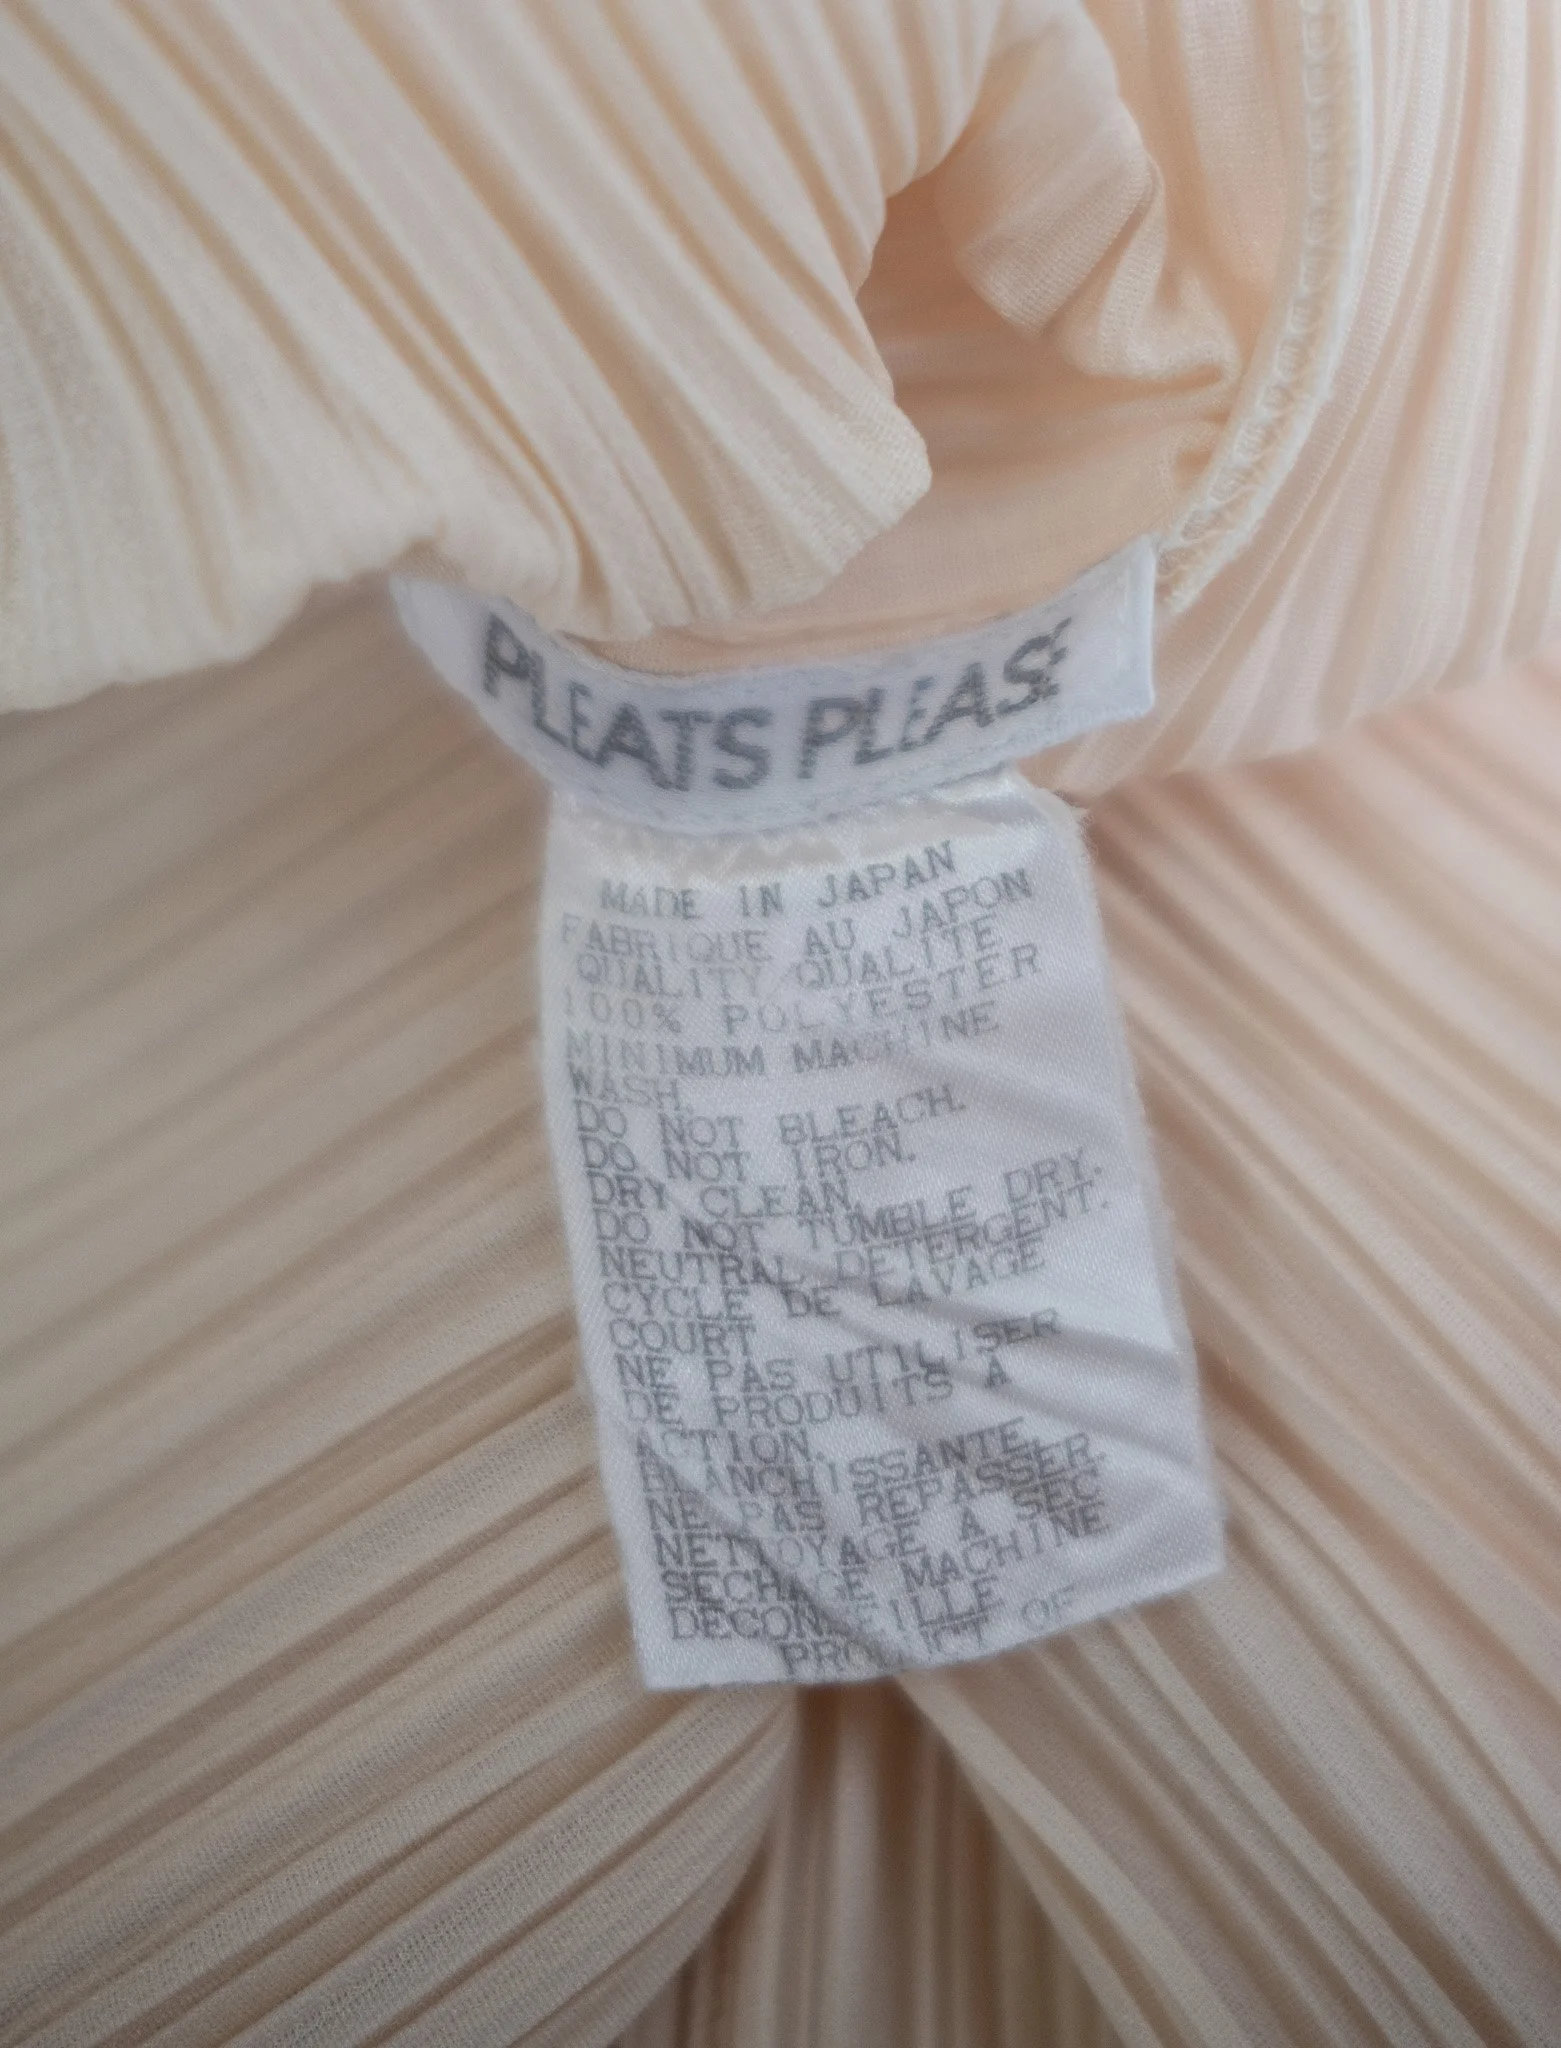 PLEATS PLEASE
MADE IN JAPAN
FABRIQUE AU JAPON
QUALITY/QUALITE
100% POLYESTER
MINIMUM MACHINE
WASH.
DO NOT BLEACH.
DO NOT IRON.
DRY CLEAN.
DO NOT TUMBLE DRY.
NEUTRAL DETERGENT.
CYCLE DE LAVAGE
COURT
NE PAS UTILISER
DE PRODUITS A
ACTION.
BLANCHISSANTE.
NE PAS REPASSER.
NETTOYAGE A SEC
SECHAGE MACHINE
DECONSEILLE
PRODUCT OF